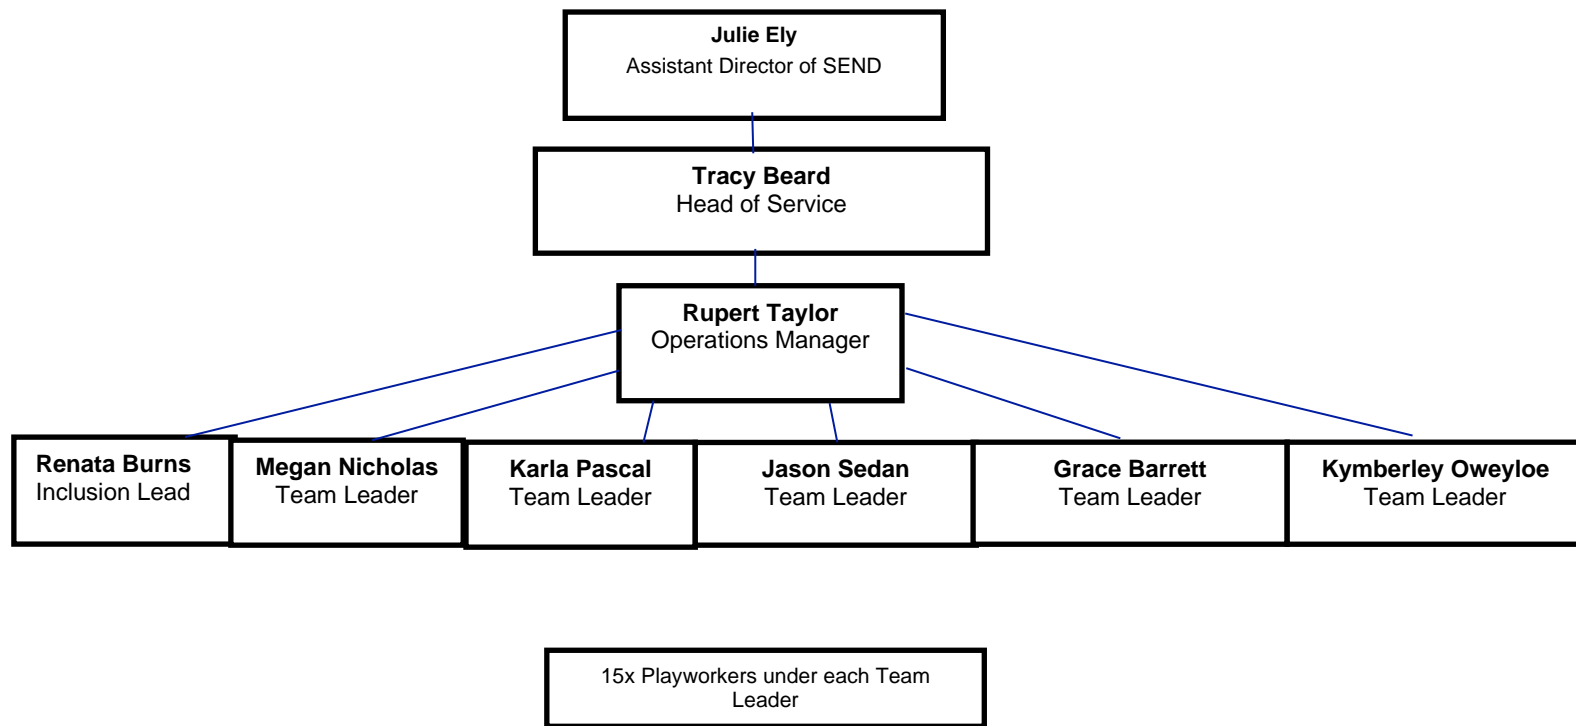 Julie Ely
Assistant Director of SEND
Tracy Beard
Head of Service
Rupert Taylor
Operations Manager
Renata Burns
Inclusion Lead
Megan Nicholas
Team Leader
Karla Pascal
Team Leader
Jason Sedan
Team Leader
Grace Barrett
Team Leader
Kymberley Oweyloe
Team Leader
15x Playworkers under each Team
Leader